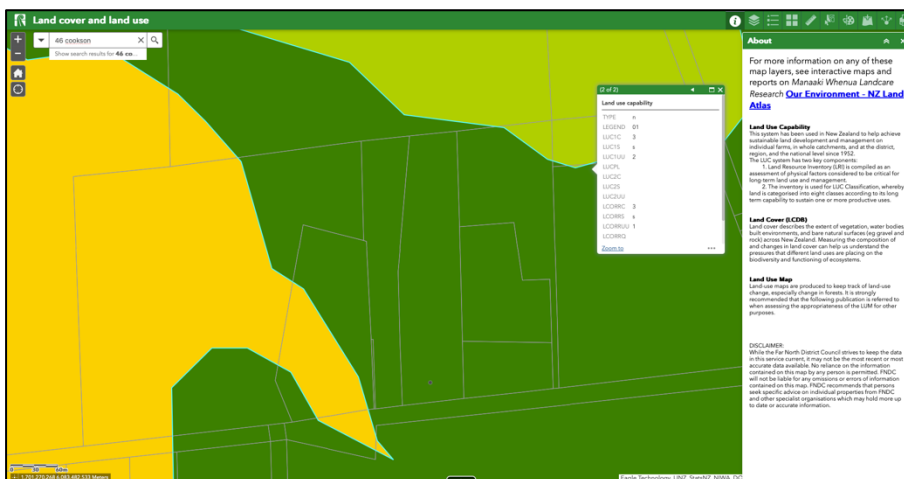 Land cover and land use
46 cookson
Show search results for 46 co...
(2 of 2)
Land use capability
TYPE n
LEGEND 01
LUC1C 3
LUC1S s
LUC1UU 2
LUCPL
LUC2C
LUC2S
LUC2UU
LCORRC 3
LCORRS s
LCORRUU 1
LCORRQ
Zoom to
About
For more information on any of these
map layers, see interactive maps and
reports on Manaaki Whenua Landcare
Research Our Environment - NZ Land
Atlas
Land Use Capability
This system has been used in New Zealand to help achieve
sustainable land development and management on
individual farms, in whole catchments, and at the district,
region, and the national level since 1952.
The LUC system has two key components:
1. Land Resource Inventory (LRI) is compiled as an
assessment of physical factors considered to be critical for
long-term land use and management.
2. The inventory is used for LUC Classification, whereby
land is categorised into eight classes according to its long
term capability to sustain one or more productive uses.
Land Cover (LCDB)
Land cover describes the extent of vegetation, water bodies,
built environments, and bare natural surfaces (eg gravel and
rock) across New Zealand. Measuring the composition of
and changes in land cover can help us understand the
pressures that different land uses are placing on the
biodiversity and functioning of ecosystems.
Land Use Map
Land-use maps are produced to keep track of land-use
change, especially change in forests. It is strongly
recommended that the following publication is referred to
when assessing the appropriateness of the LUM for other
purposes.
DISCLAIMER:
While the Far North District Council strives to keep the data
in this service current, it may not be the most recent or most
accurate data available. No reliance on the information
contained on this map by any person is permitted. FNDC
will not be liable for any omissions or errors of information
contained on this map. FNDC recommends that persons
seek specific advice on individual properties from FNDC
and other specialist organisations which may hold more up
to date or accurate information.
0 30 60m
Eagle Technology, LINZ, StatsNZ, NIWA, DOC